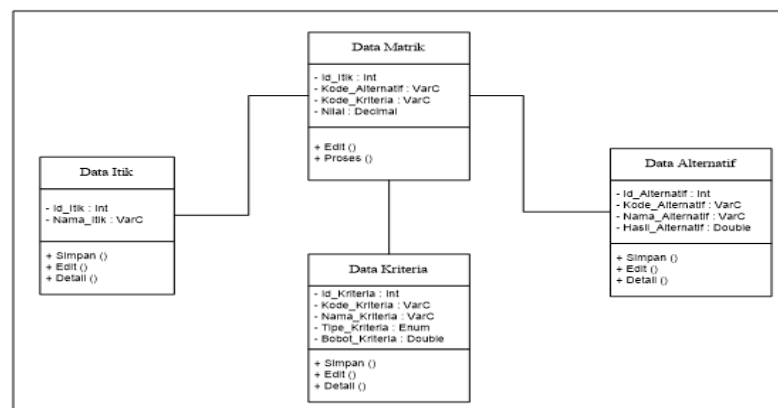 Data Matrik
- Id_Itik : Int
- Kode_Alternatif : VarC
- Kode_Kriteria : VarC
- Nilai : Decimal
+ Edit ()
+ Proses ()
Data Itik
- Id_Itik : Int
- Nama_Itik : VarC
+ Simpan ()
+ Edit ()
+ Detail ()
Data Alternatif
- Id_Alternatif : Int
- Kode_Alternatif : VarC
- Nama_Alternatif : VarC
- Hasil_Alternatif : Double
+ Simpan ()
+ Edit ()
+ Detail ()
Data Kriteria
- Id_Kriteria : Int
- Kode_Kriteria : VarC
- Nama_Kriteria : VarC
- Tipe_Kriteria : Enum
- Bobot_Kriteria : Double
+ Simpan ()
+ Edit ()
+ Detail ()